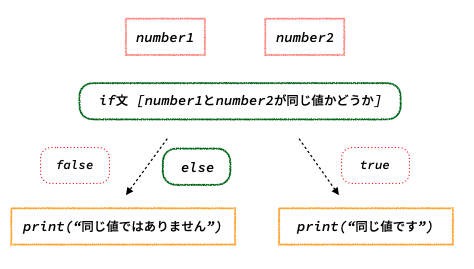 number1
number2
if文 [number1とnumber2が同じ値かどうか]
false
else
true
print(“同じ値ではありません”)
print(“同じ値です”)